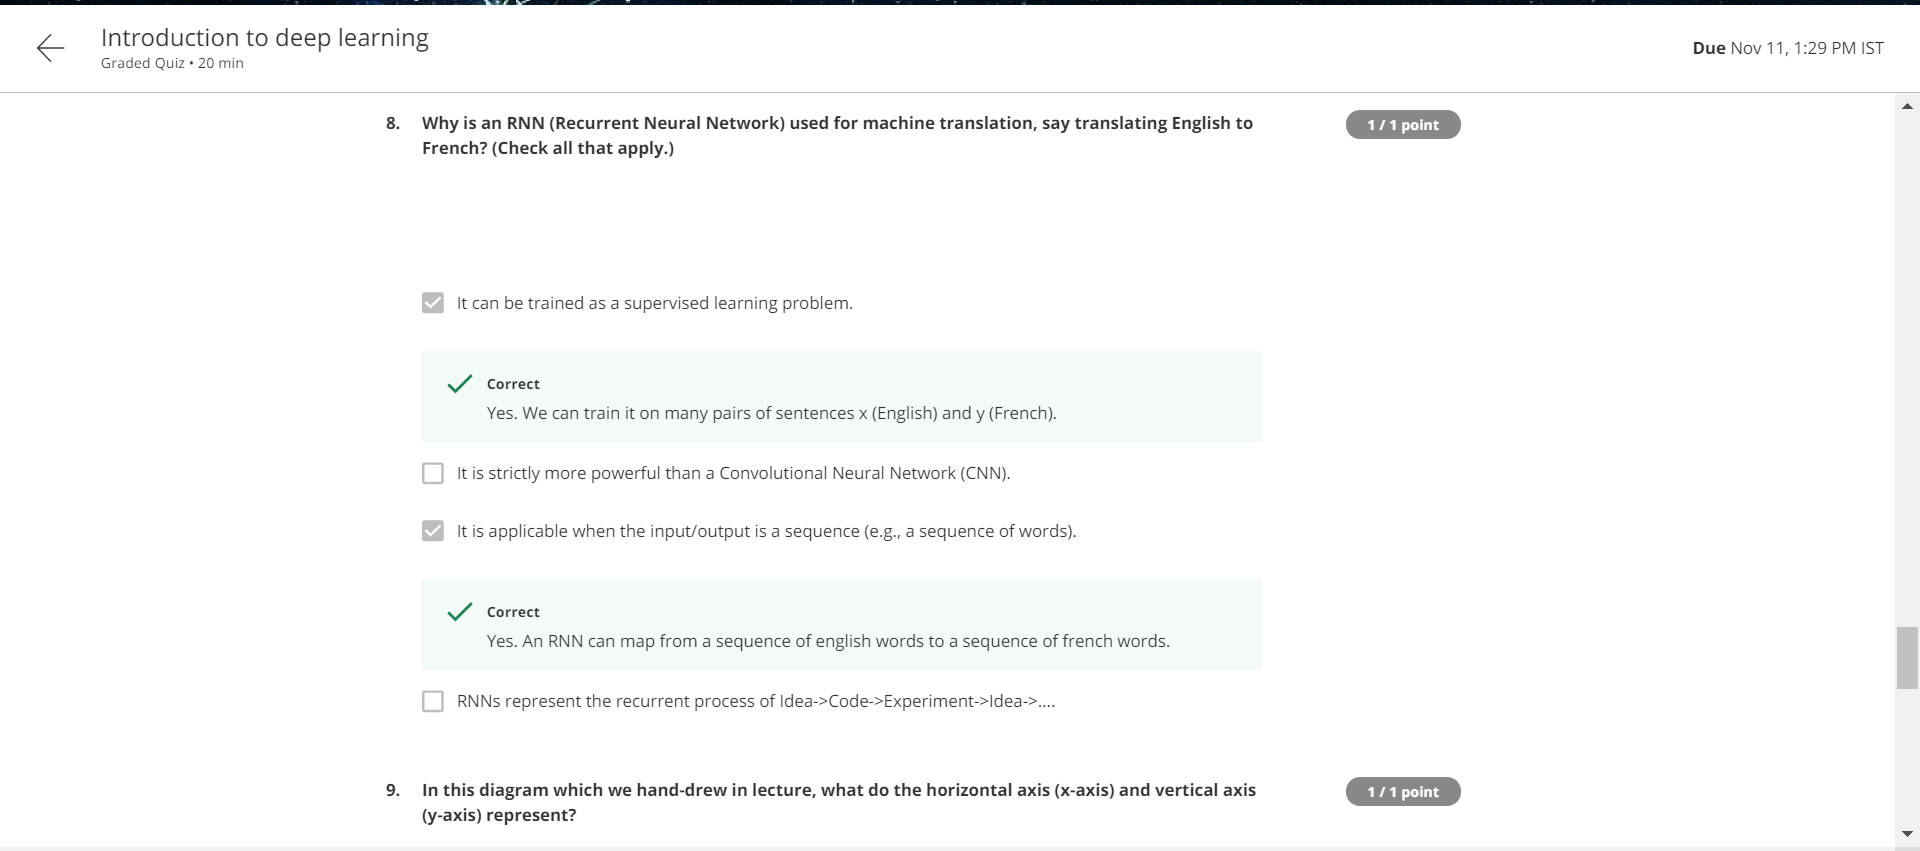 Introduction to deep learning
Graded Quiz • 20 min
Due Nov 11, 1:29 PM IST
8. Why is an RNN (Recurrent Neural Network) used for machine translation, say translating English to
French? (Check all that apply.)
1 / 1 point
It can be trained as a supervised learning problem.
Correct
Yes. We can train it on many pairs of sentences x (English) and y (French).
It is strictly more powerful than a Convolutional Neural Network (CNN).
It is applicable when the input/output is a sequence (e.g., a sequence of words).
Correct
Yes. An RNN can map from a sequence of english words to a sequence of french words.
RNNs represent the recurrent process of Idea->Code->Experiment->Idea->....
9. In this diagram which we hand-drew in lecture, what do the horizontal axis (x-axis) and vertical axis
(y-axis) represent?
1 / 1 point